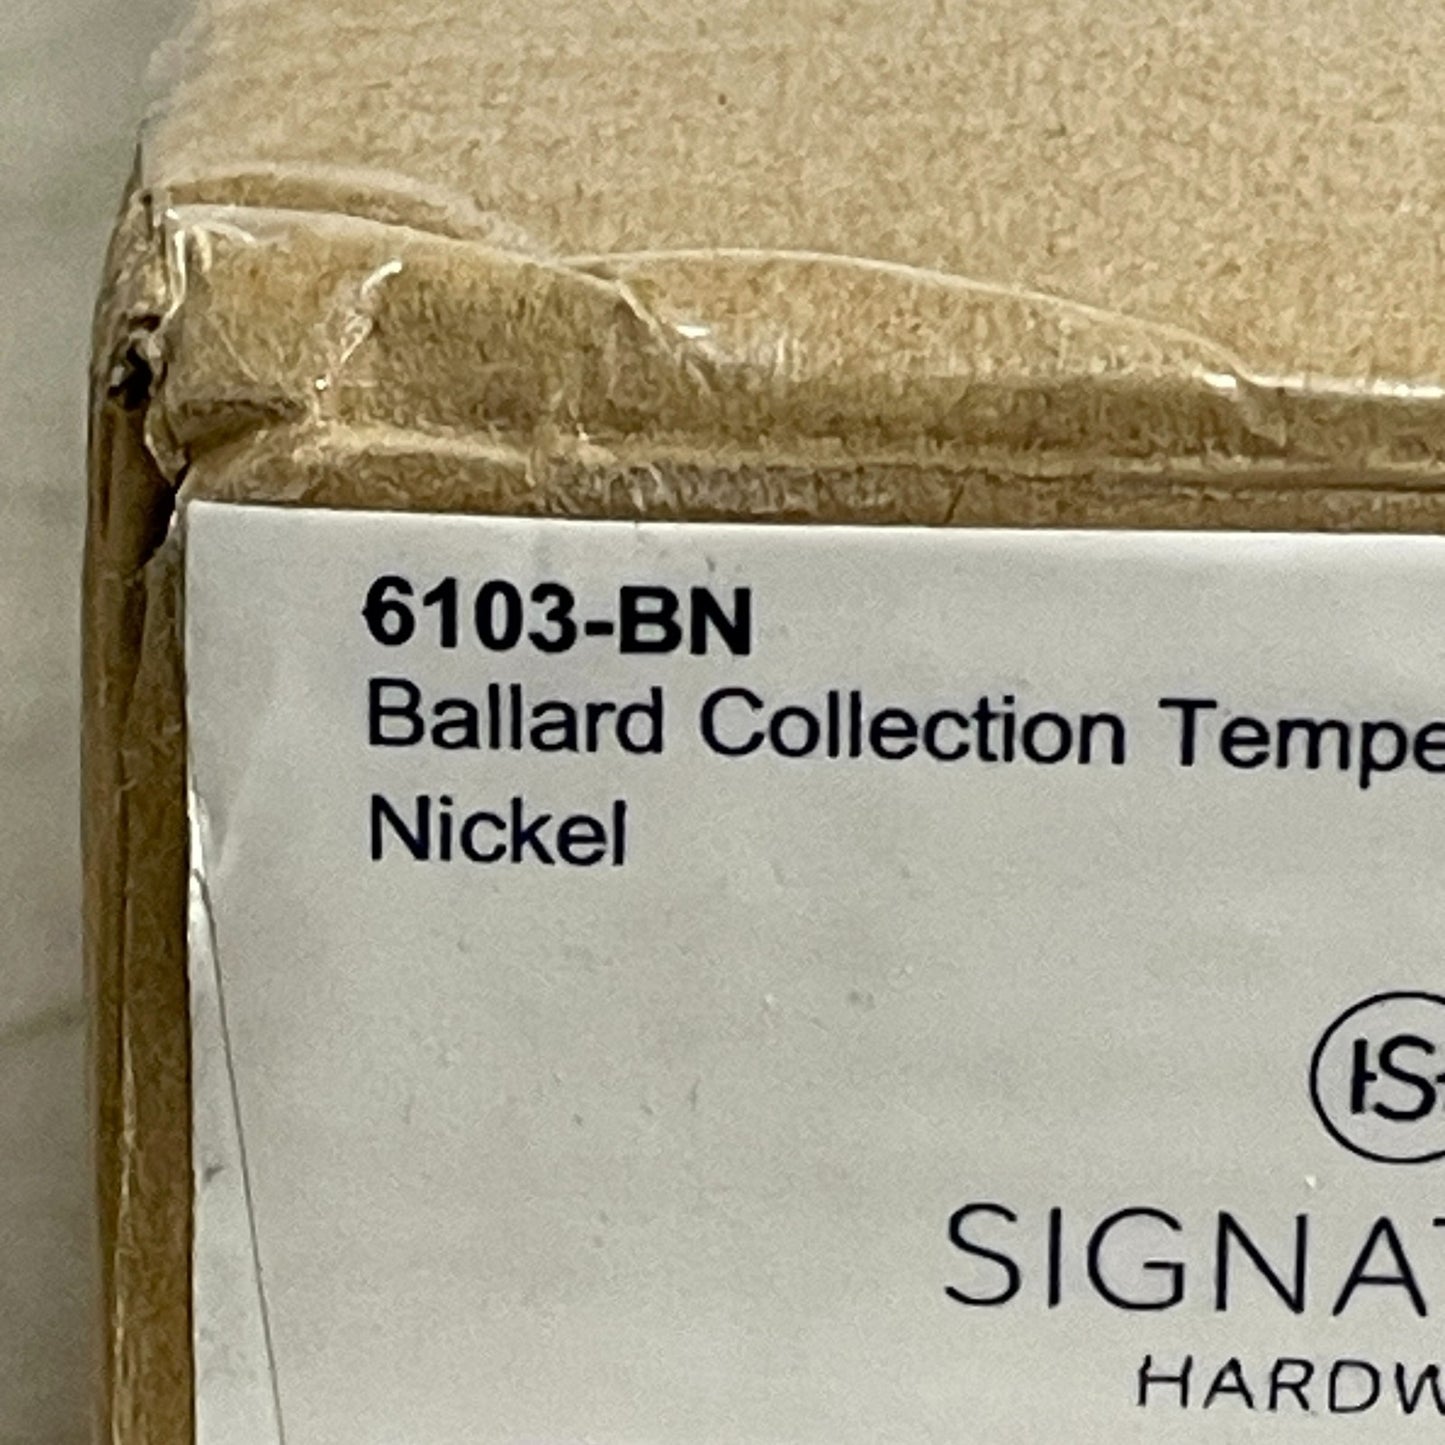 6103-BN
Ballard Collection Tempe
Nickel
SIGNAT
HARDW